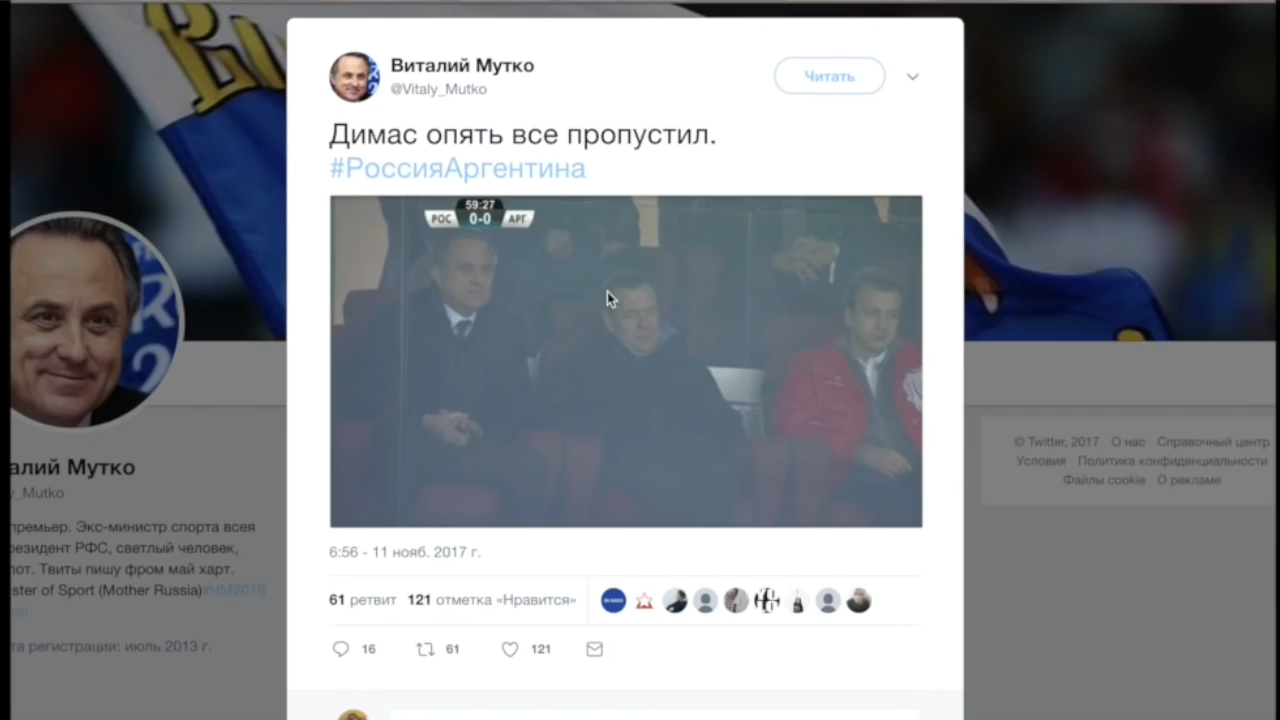 Виталий Мутко
@Vitaly_Mutko
Читать
Димас опять все пропустил.
#РоссияАргентина
59:27
РОС 0-0 АРГ
6:56 - 11 нояб. 2017 г.
61 ретвит 121 отметка «Нравится»
16 61 121
алий Мутко
y_Mutko
премьер. Экс-министр спорта всея
резидент РФС, светлый человек,
лот. Твиты пишу фром май харт.
ster of Sport (Mother Russia)
та регистрации: июль 2013 г.
© Twitter, 2017 О нас Справочный центр
Условия Политика конфиденциальности
Файлы cookie О рекламе